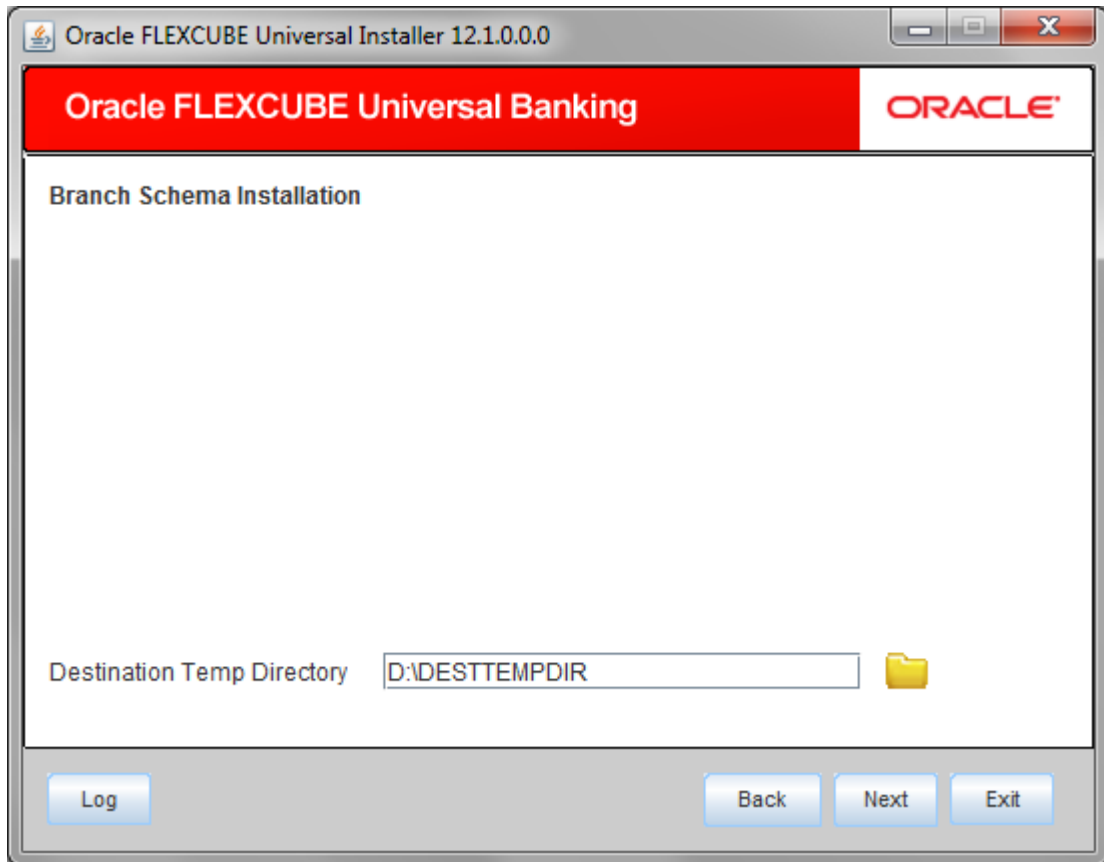 Oracle FLEXCUBE Universal Installer 12.1.0.0.0
Oracle FLEXCUBE Universal Banking
ORACLE
Branch Schema Installation
Destination Temp Directory D:\DESTTEMPDIR
Log Back Next Exit